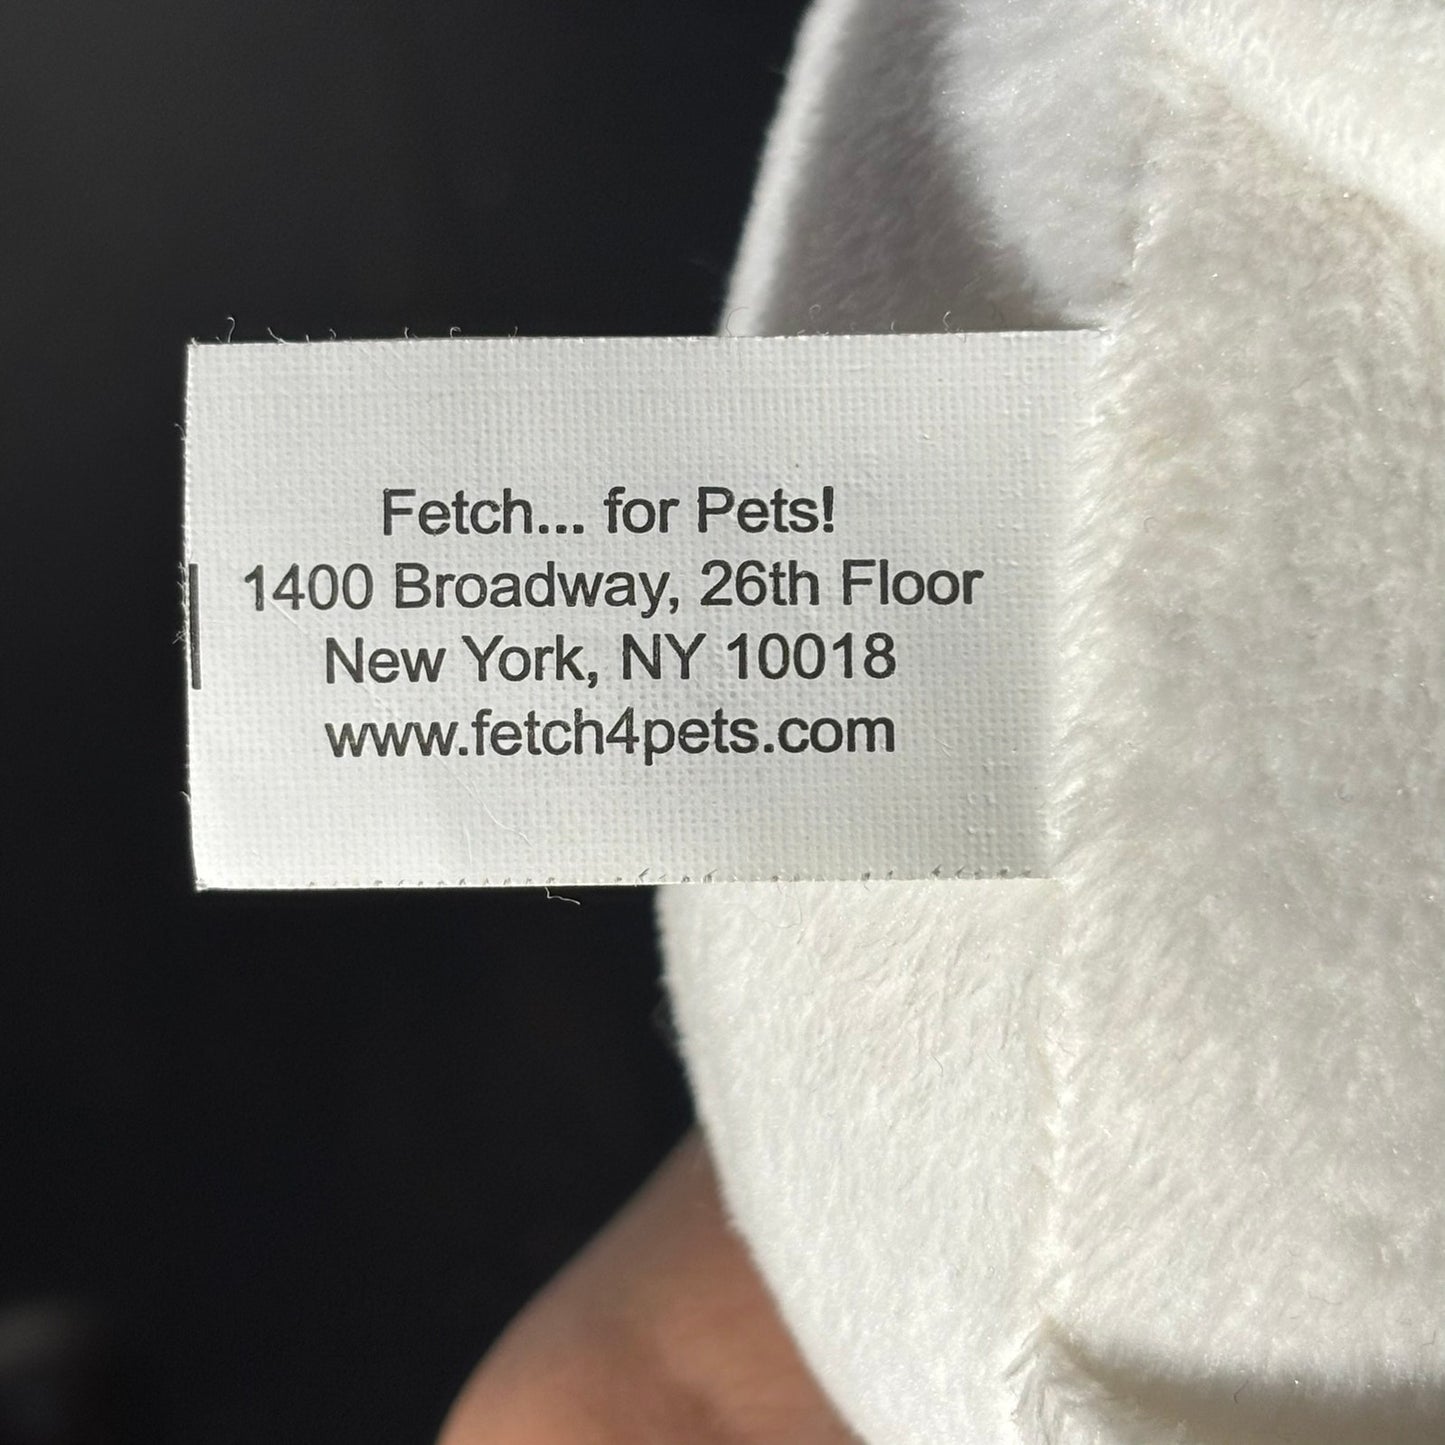 Fetch... for Pets!
1400 Broadway, 26th Floor
New York, NY 10018
www.fetch4pets.com